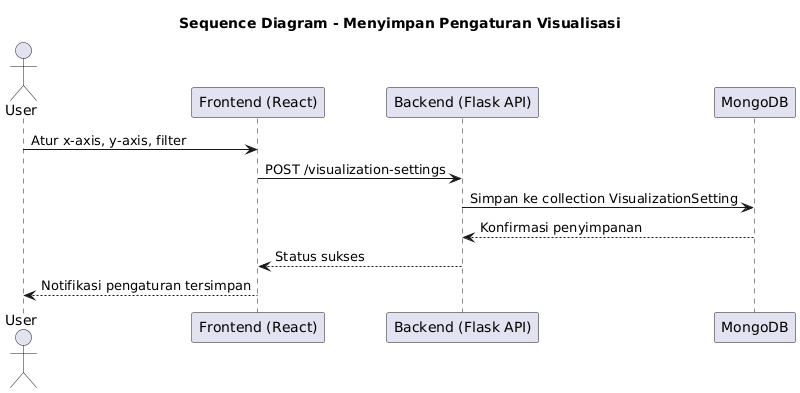 Sequence Diagram - Menyimpan Pengaturan Visualisasi
User
Frontend (React)
Backend (Flask API)
MongoDB
Atur x-axis, y-axis, filter
POST /visualization-settings
Simpan ke collection VisualizationSetting
Konfirmasi penyimpanan
Status sukses
Notifikasi pengaturan tersimpan
User
Frontend (React)
Backend (Flask API)
MongoDB